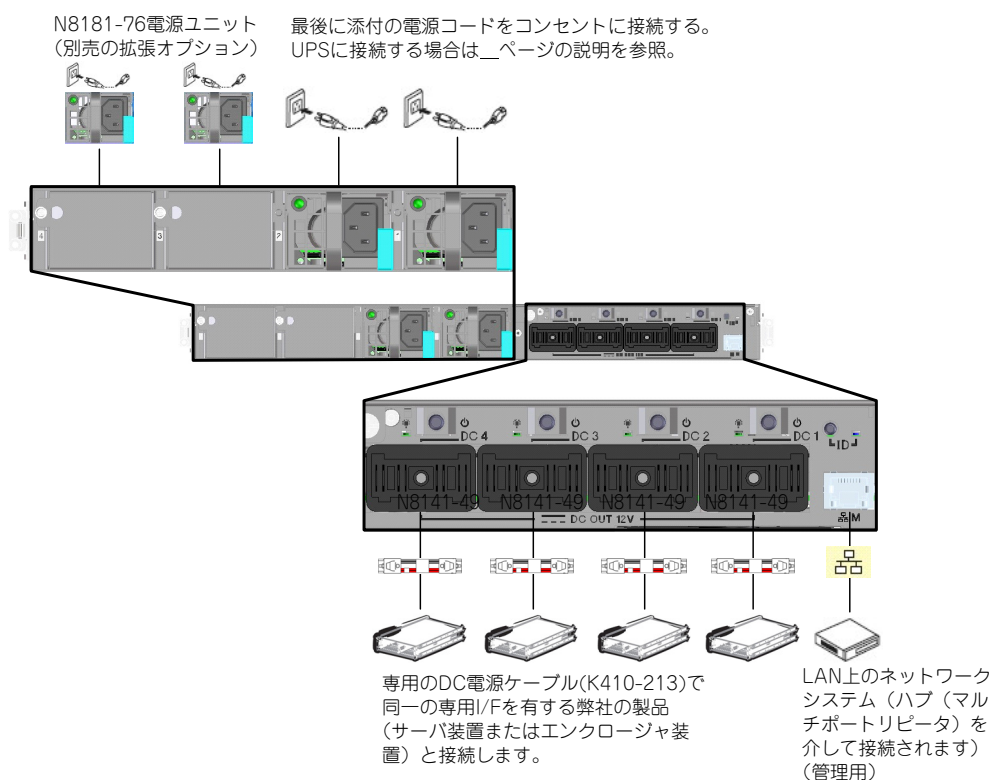 N8181-76電源ユニット
（別売の拡張オプション）
最後に添付の電源コードをコンセントに接続する。
UPSに接続する場合は__ページの説明を参照。
4
3
2
1
DC 4
DC 3
DC 2
DC 1
ID
N8141-49
N8141-49
N8141-49
N8141-49
DC OUT 12V
M
専用のDC電源ケーブル(K410-213)で
同一の専用I/Fを有する弊社の製品
（サーバ装置またはエンクロージャ装
置）と接続します。
LAN上のネットワーク
システム（ハブ（マル
チポートリピータ）を
介して接続されます）
（管理用）